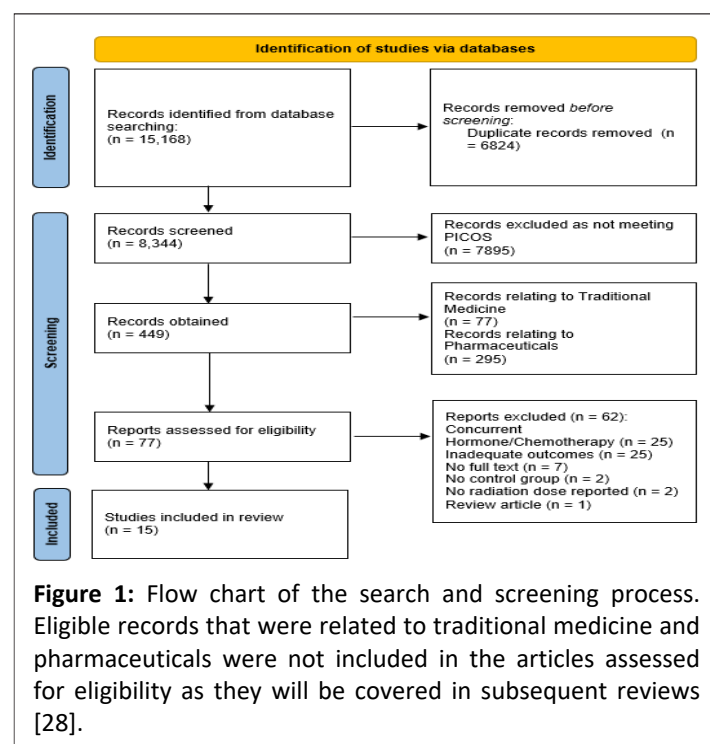 Identification of studies via databases
Identification
Records identified from database
searching:
(n = 15,168)
Records removed before
screening:
Duplicate records removed (n
= 6824)
Screening
Records screened
(n = 8,344)
Records excluded as not meeting
PICOS
(n = 7895)
Records obtained
(n = 449)
Records relating to Traditional
Medicine
(n = 77)
Records relating to
Pharmaceuticals
(n = 295)
Reports assessed for eligibility
(n = 77)
Reports excluded (n = 62):
Concurrent
Hormone/Chemotherapy (n = 25)
Inadequate outcomes (n = 25)
No full text (n = 7)
No control group (n = 2)
No radiation dose reported (n = 2)
Review article (n = 1)
Included
Studies included in review
(n = 15)
Figure 1: Flow chart of the search and screening process.
Eligible records that were related to traditional medicine and
pharmaceuticals were not included in the articles assessed
for eligibility as they will be covered in subsequent reviews
[28].